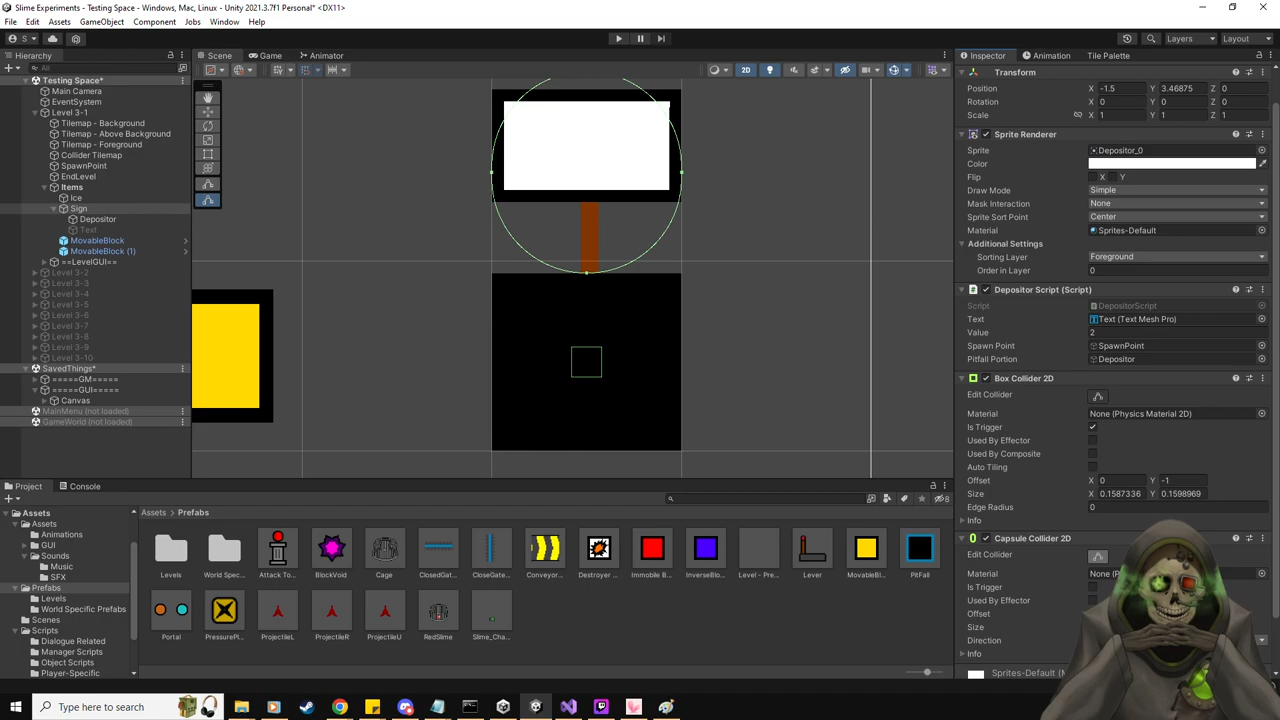 Slime Experiments - Testing Space - Windows, Mac, Linux - Unity 2021.3.7f1 Personal* <DX11>
File Edit Assets GameObject Component Jobs Window Help
S Layers Layout
Hierarchy
All
Testing Space*
Main Camera
EventSystem
Level 3-1
Tilemap - Background
Tilemap - Above Background
Tilemap - Foreground
Collider Tilemap
SpawnPoint
EndLevel
Items
Ice
Sign
Depositor
Text
MovableBlock
MovableBlock (1)
==LevelGUI==
Level 3-2
Level 3-3
Level 3-4
Level 3-5
Level 3-6
Level 3-7
Level 3-8
Level 3-9
Level 3-10
SavedThings*
=====GM=====
=====GUI=====
Canvas
MainMenu (not loaded)
GameWorld (not loaded)
Scene Game Animator
2D
Inspector Animation Tile Palette
Transform
Position X -1.5 Y 3.46875 Z 0
Rotation X 0 Y 0 Z 0
Scale X 1 Y 1 Z 1
Sprite Renderer
Sprite Depositor_0
Color
Flip X Y
Draw Mode Simple
Mask Interaction None
Sprite Sort Point Center
Material Sprites-Default
Additional Settings
Sorting Layer Foreground
Order in Layer 0
Depositor Script (Script)
Script DepositorScript
Text Text (Text Mesh Pro)
Value 2
Spawn Point SpawnPoint
Pitfall Portion Depositor
Box Collider 2D
Edit Collider
Material None (Physics Material 2D)
Is Trigger
Used By Effector
Used By Composite
Auto Tiling
Offset X 0 Y -1
Size X 0.1587336 Y 0.1598969
Edge Radius 0
Info
Capsule Collider 2D
Edit Collider
Material None (P
Is Trigger
Used By Effector
Offset
Size
Direction
Info
Sprites-Default (M
Project Console
8
Assets
Assets
Animations
GUI
Sounds
Music
SFX
Prefabs
Levels
World Specific Prefabs
Scenes
Scripts
Dialogue Related
Manager Scripts
Object Scripts
Player-Specific
Assets > Prefabs
Levels World Spec... Attack To... BlockVoid Cage ClosedGat... CloseGate... Conveyor... Destroyer ... Immobile B... InverseBlo... Level - Pre... Lever MovableBl... PitFall
Portal PressurePl... ProjectileL ProjectileR ProjectileU RedSlime Slime_Cha...
Type here to search